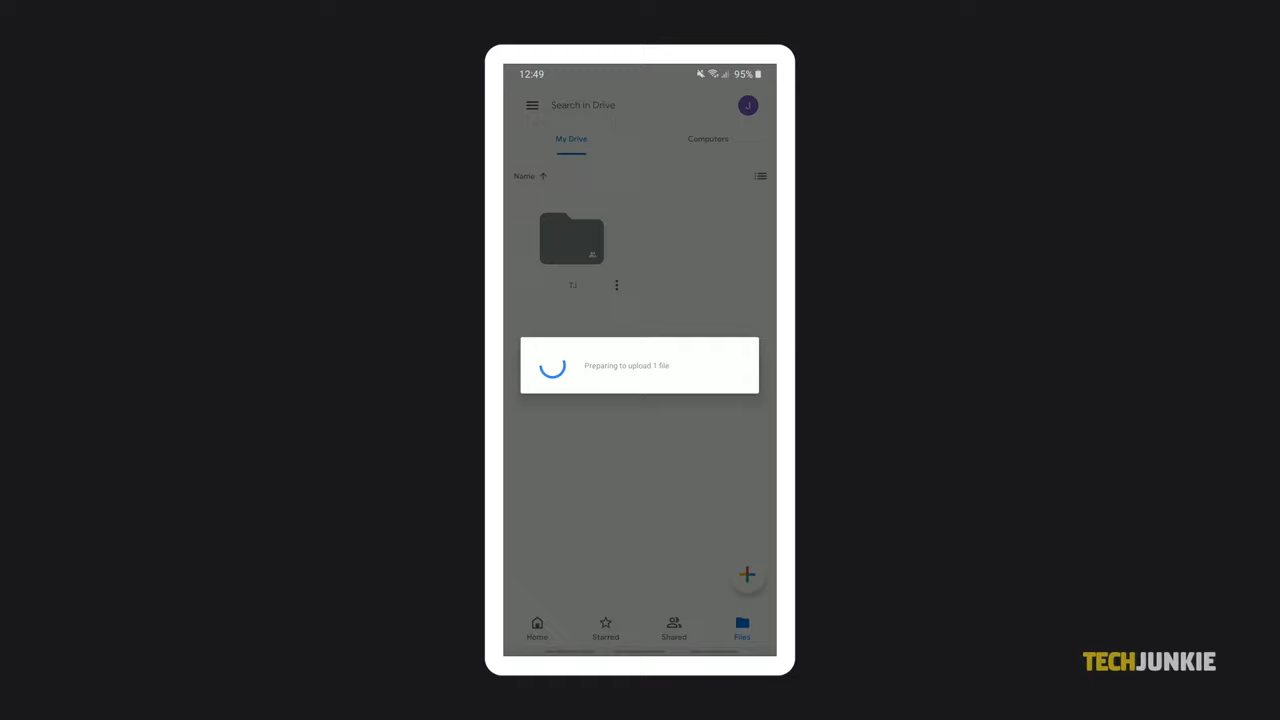 12:49
95%
Search in Drive
J
My Drive
Computers
Name
TJ
Preparing to upload 1 file
Home
Starred
Shared
Files
TECHJUNKIE